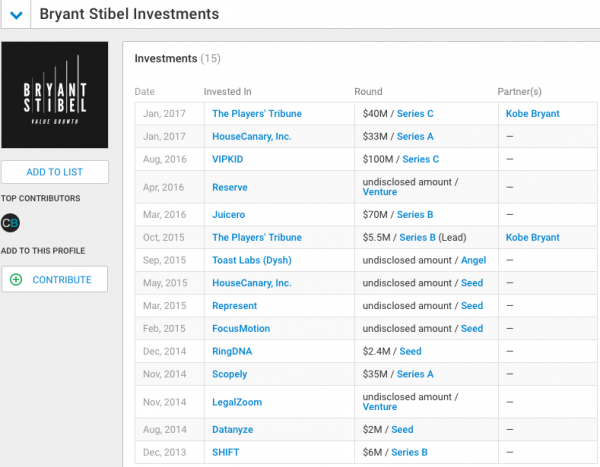 Bryant Stibel Investments
BRYANT
STIBEL
VALUE GROWTH
ADD TO LIST
TOP CONTRIBUTORS
CB
ADD TO THIS PROFILE
CONTRIBUTE
Investments (15)
Date Invested In Round Partner(s)
Jan, 2017 The Players' Tribune $40M / Series C Kobe Bryant
Jan, 2017 HouseCanary, Inc. $33M / Series A —
Aug, 2016 VIPKID $100M / Series C —
Apr, 2016 Reserve undisclosed amount / —
Venture
Mar, 2016 Juicero $70M / Series B —
Oct, 2015 The Players' Tribune $5.5M / Series B (Lead) Kobe Bryant
Sep, 2015 Toast Labs (Dysh) undisclosed amount / Angel —
May, 2015 HouseCanary, Inc. undisclosed amount / Seed —
Mar, 2015 Represent undisclosed amount / Seed —
Feb, 2015 FocusMotion undisclosed amount / Seed —
Dec, 2014 RingDNA $2.4M / Seed —
Nov, 2014 Scopely $35M / Series A —
Nov, 2014 LegalZoom undisclosed amount / —
Venture
Aug, 2014 Datanyze $2M / Seed —
Dec, 2013 SHIFT $6M / Series B —